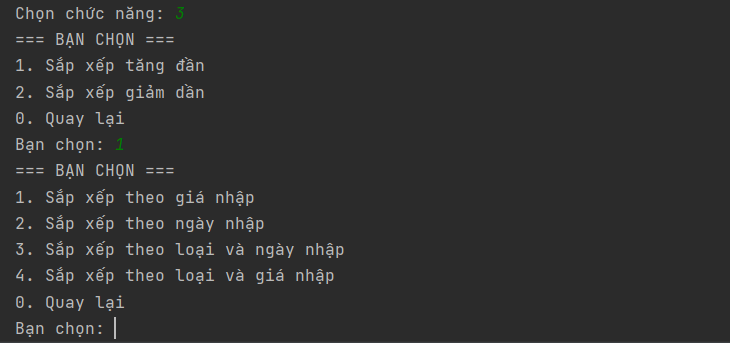 Chọn chức năng: 3
=== BẠN CHỌN ===
1. Sắp xếp tăng đần
2. Sắp xếp giảm dần
0. Quay lại
Bạn chọn: 1
=== BẠN CHỌN ===
1. Sắp xếp theo giá nhập
2. Sắp xếp theo ngày nhập
3. Sắp xếp theo loại và ngày nhập
4. Sắp xếp theo loại và giá nhập
0. Quay lại
Bạn chọn: